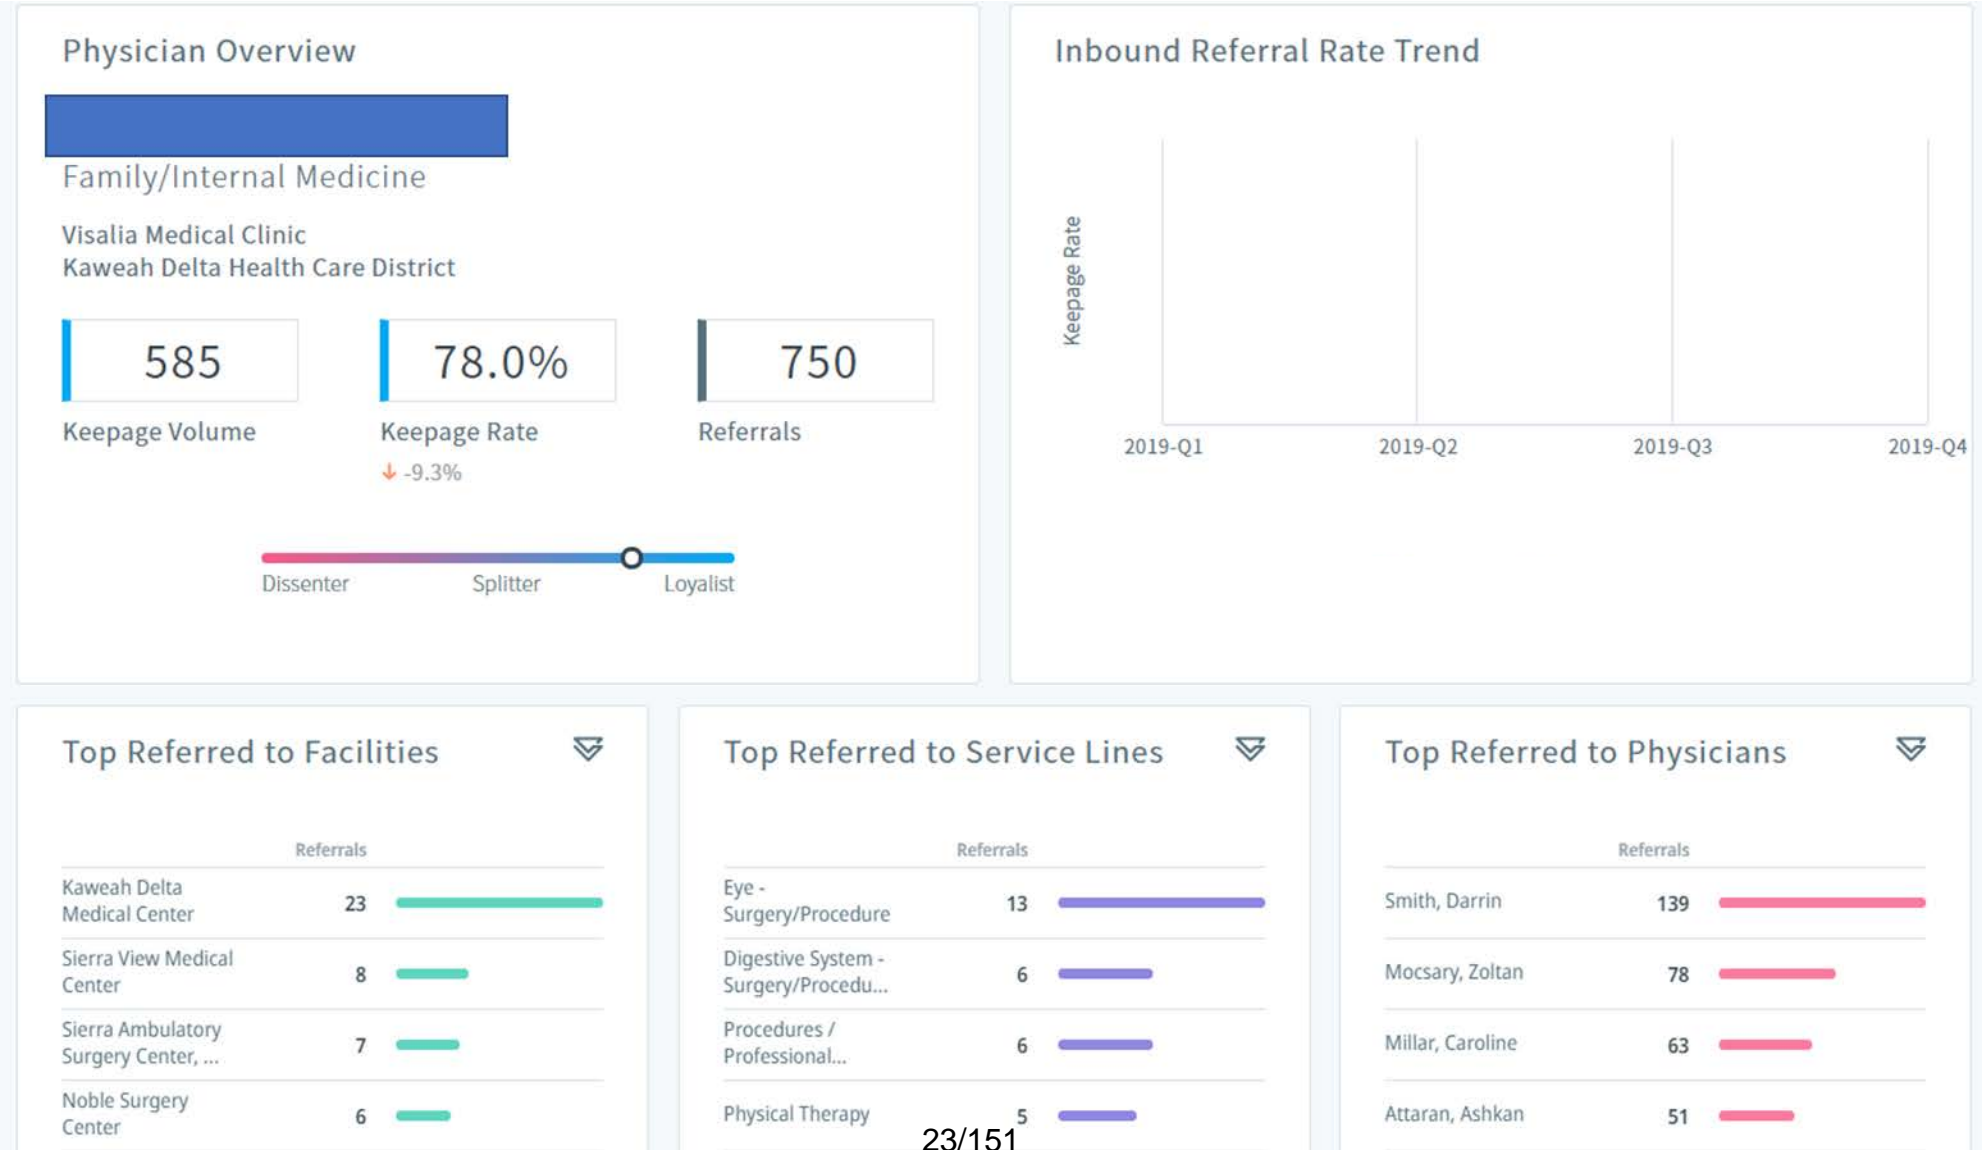 Physician Overview
Family/Internal Medicine
Visalia Medical Clinic
Kaweah Delta Health Care District
585
78.0%
750
Keepage Volume
Keepage Rate
Referrals
-9.3%
Dissenter
Splitter
Loyalist
Inbound Referral Rate Trend
Keepage Rate
2019-Q1
2019-Q2
2019-Q3
2019-Q4
Top Referred to Facilities
Referrals
Kaweah Delta
Medical Center
23
Sierra View Medical
Center
8
Sierra Ambulatory
Surgery Center, ...
7
Noble Surgery
Center
6
Top Referred to Service Lines
Referrals
Eye -
Surgery/Procedure
13
Digestive System -
Surgery/Procedu...
6
Procedures /
Professional...
6
Physical Therapy
5
Top Referred to Physicians
Referrals
Smith, Darrin
139
Mocsary, Zoltan
78
Millar, Caroline
63
Attaran, Ashkan
51
23/151